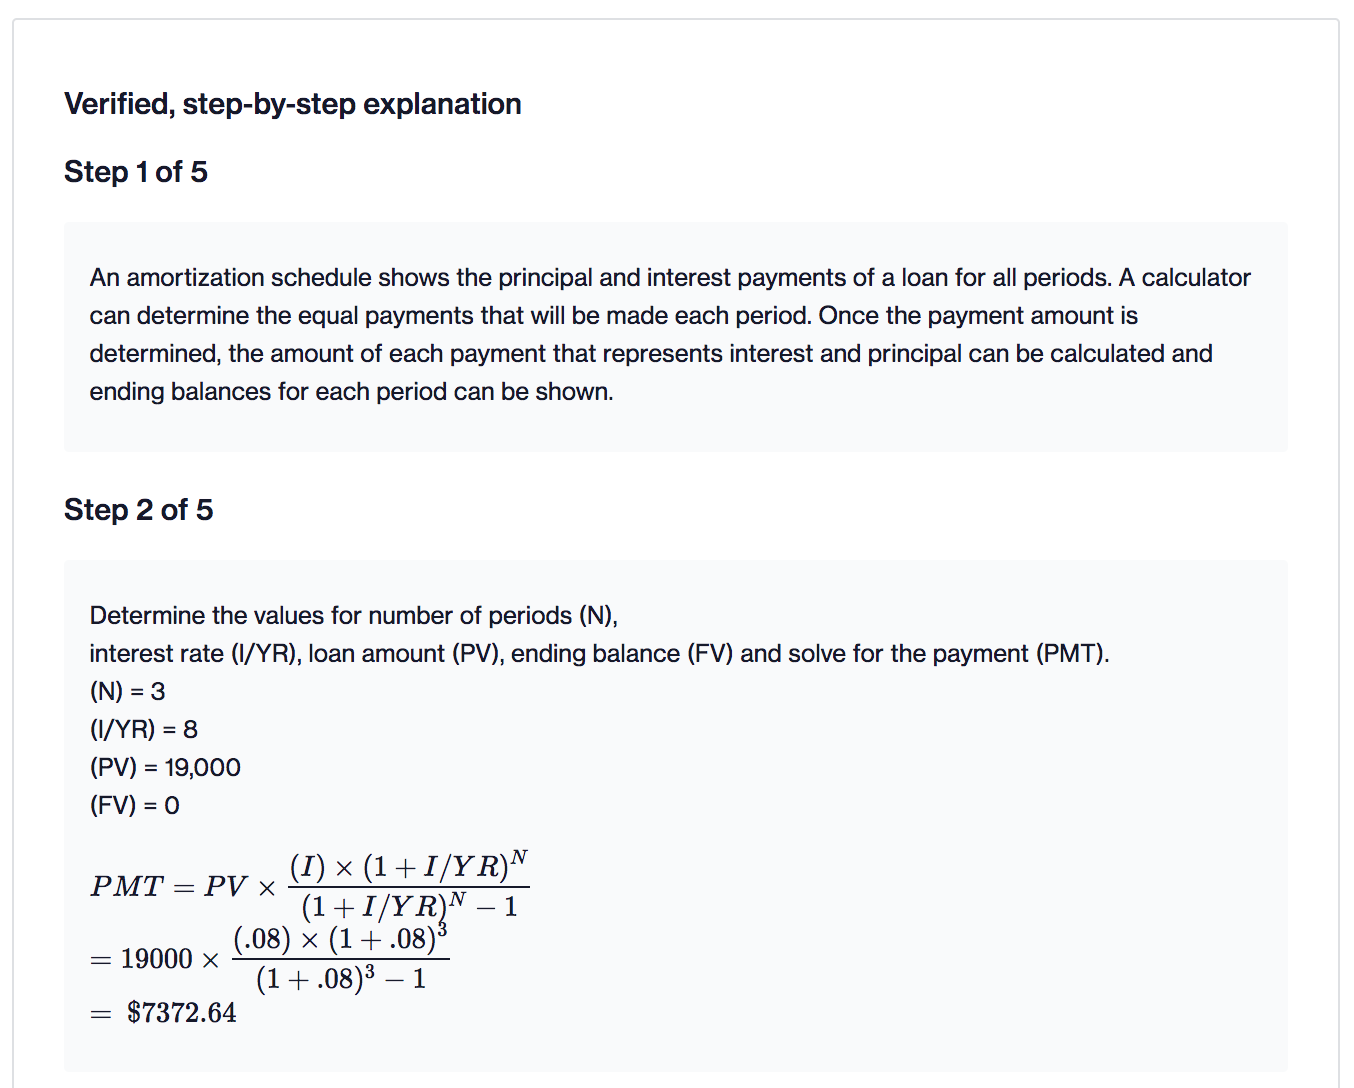 Verified, step-by-step explanation
Step 1 of 5
An amortization schedule shows the principal and interest payments of a loan for all periods. A calculator
can determine the equal payments that will be made each period. Once the payment amount is
determined, the amount of each payment that represents interest and principal can be calculated and
ending balances for each period can be shown.
Step 2 of 5
Determine the values for number of periods (N),
interest rate (I/YR), loan amount (PV), ending balance (FV) and solve for the payment (PMT).
(N) = 3
(I/YR) = 8
(PV) = 19,000
(FV) = 0
PMT = PV × \frac{(I) × (1 + I/YR)^N}{(1 + I/YR)^N − 1}
= 19000 × \frac{(.08) × (1 + .08)^3}{(1 + .08)^3 − 1}
= $7372.64